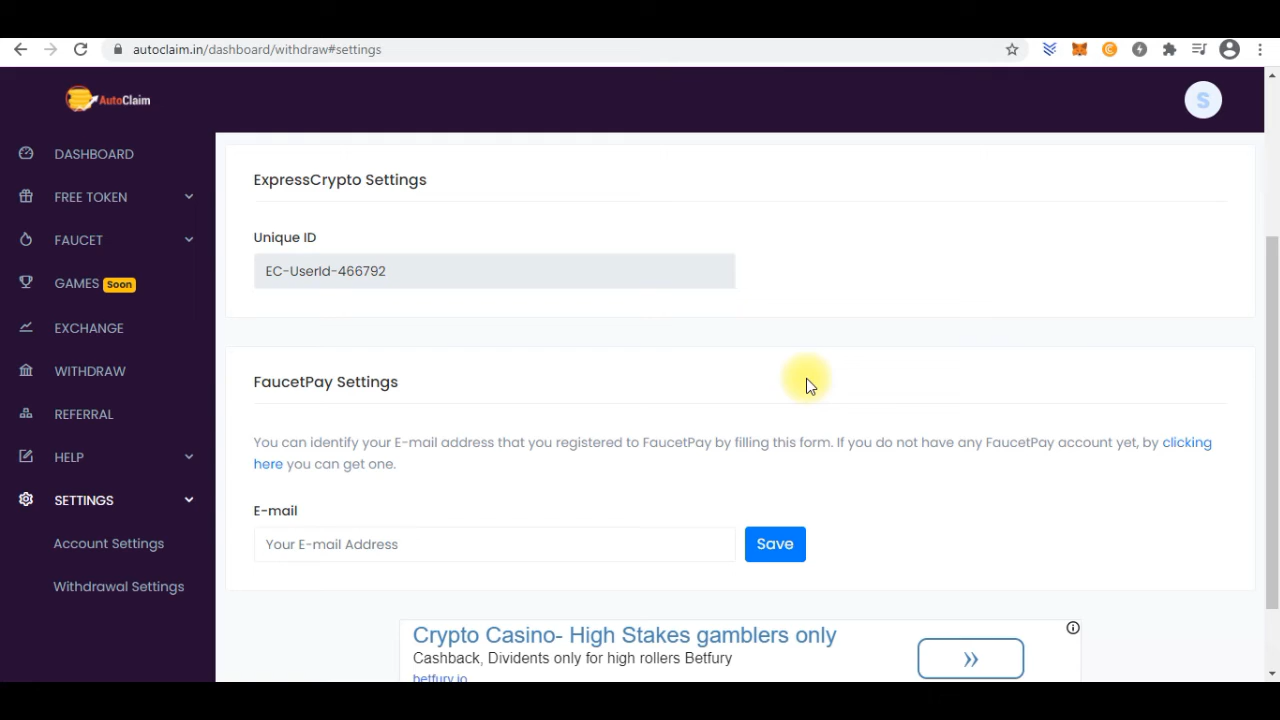 autoclaim.in/dashboard/withdraw#settings
AutoClaim
S
DASHBOARD
FREE TOKEN
FAUCET
GAMES Soon
EXCHANGE
WITHDRAW
REFERRAL
HELP
SETTINGS
Account Settings
Withdrawal Settings
ExpressCrypto Settings
Unique ID
EC-UserId-466792
FaucetPay Settings
You can identify your E-mail address that you registered to FaucetPay by filling this form. If you do not have any FaucetPay account yet, by clicking
here you can get one.
E-mail
Your E-mail Address
Save
Crypto Casino- High Stakes gamblers only
Cashback, Dividents only for high rollers Betfury
betfury.io